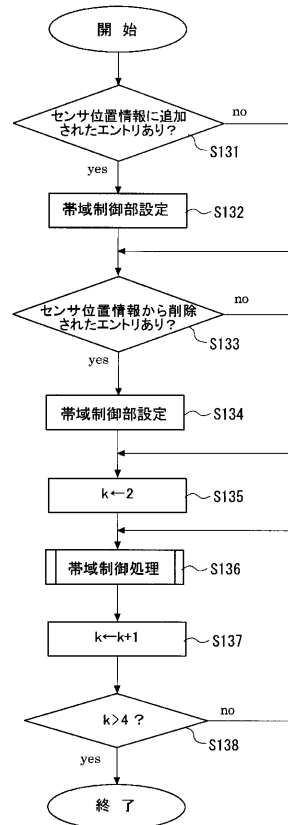 開 始
センサ位置情報に追加
されたエントリあり?
no
S131
yes
帯域制御部設定
S132
センサ位置情報から削除
されたエントリあり?
no
S133
yes
帯域制御部設定
S134
k←2
S135
帯域制御処理
S136
k←k+1
S137
k>4 ?
no
S138
yes
終 了